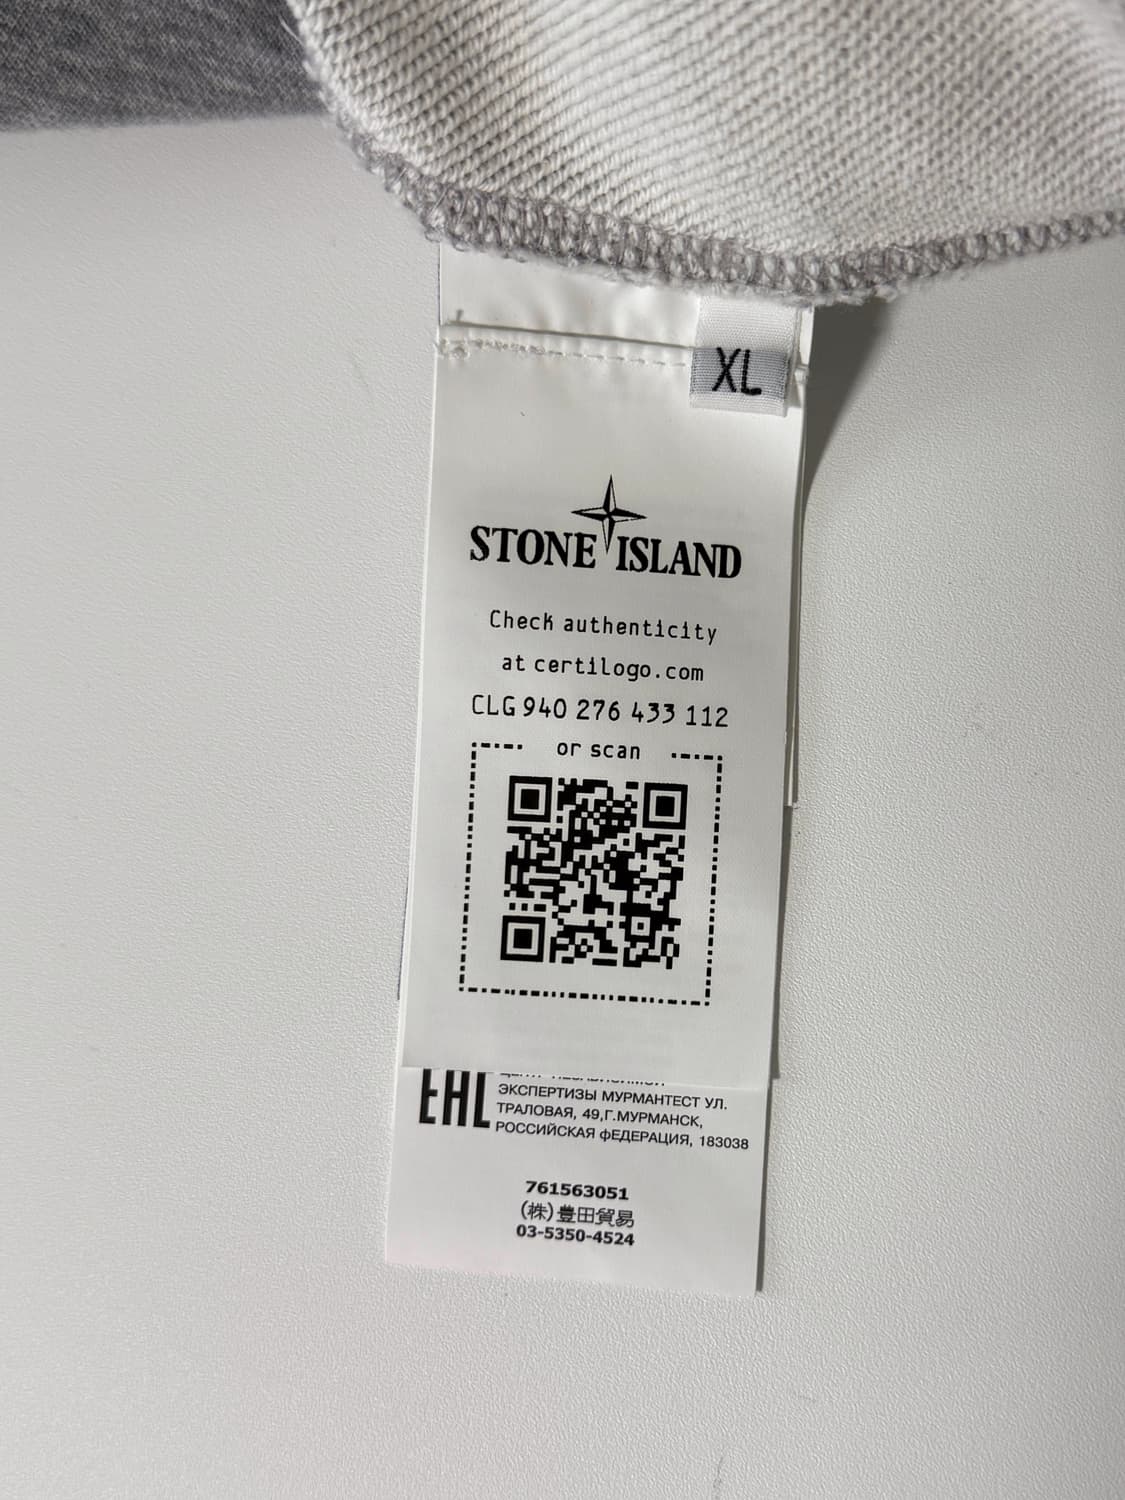 XL
STONE ISLAND
Check authenticity
at certilogo.com
CLG 940 276 433 112
or scan
EAC
ЭКСПЕРТИЗЫ МУРМАНТЕСТ УЛ.
ТРАЛОВАЯ, 49,Г.МУРМАНСК,
РОССИЙСКАЯ фЕДЕРАЦИЯ, 183038
761563051
(株)豊田貿易
03-5350-4524